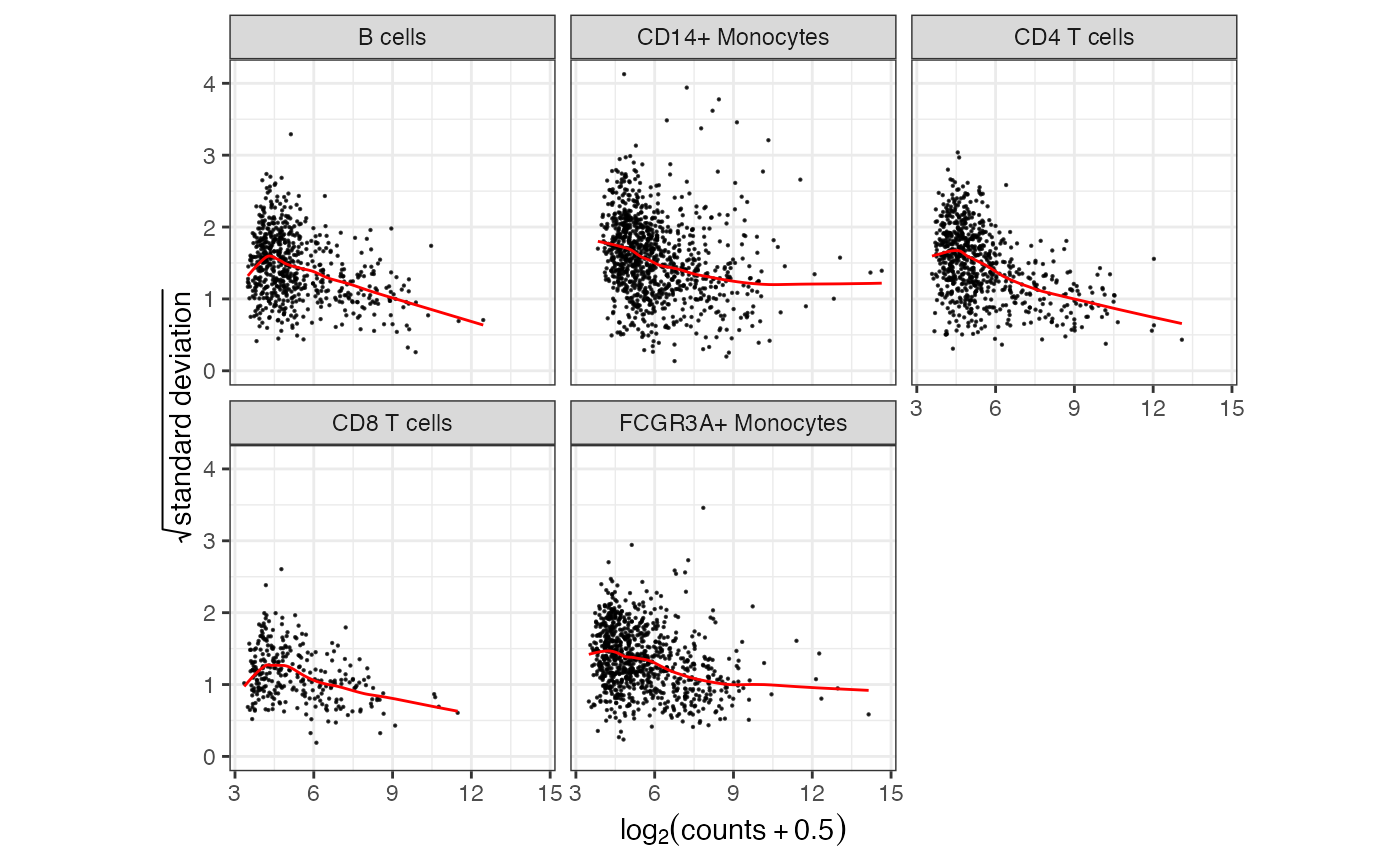 B cells
CD14+ Monocytes
CD4 T cells
4
3
2
1
0
3 6 9 12 15
√standard deviation
CD8 T cells
FCGR3A+ Monocytes
4
3
2
1
0
3 6 9 12 15
3 6 9 12 15
log₂(counts + 0.5)